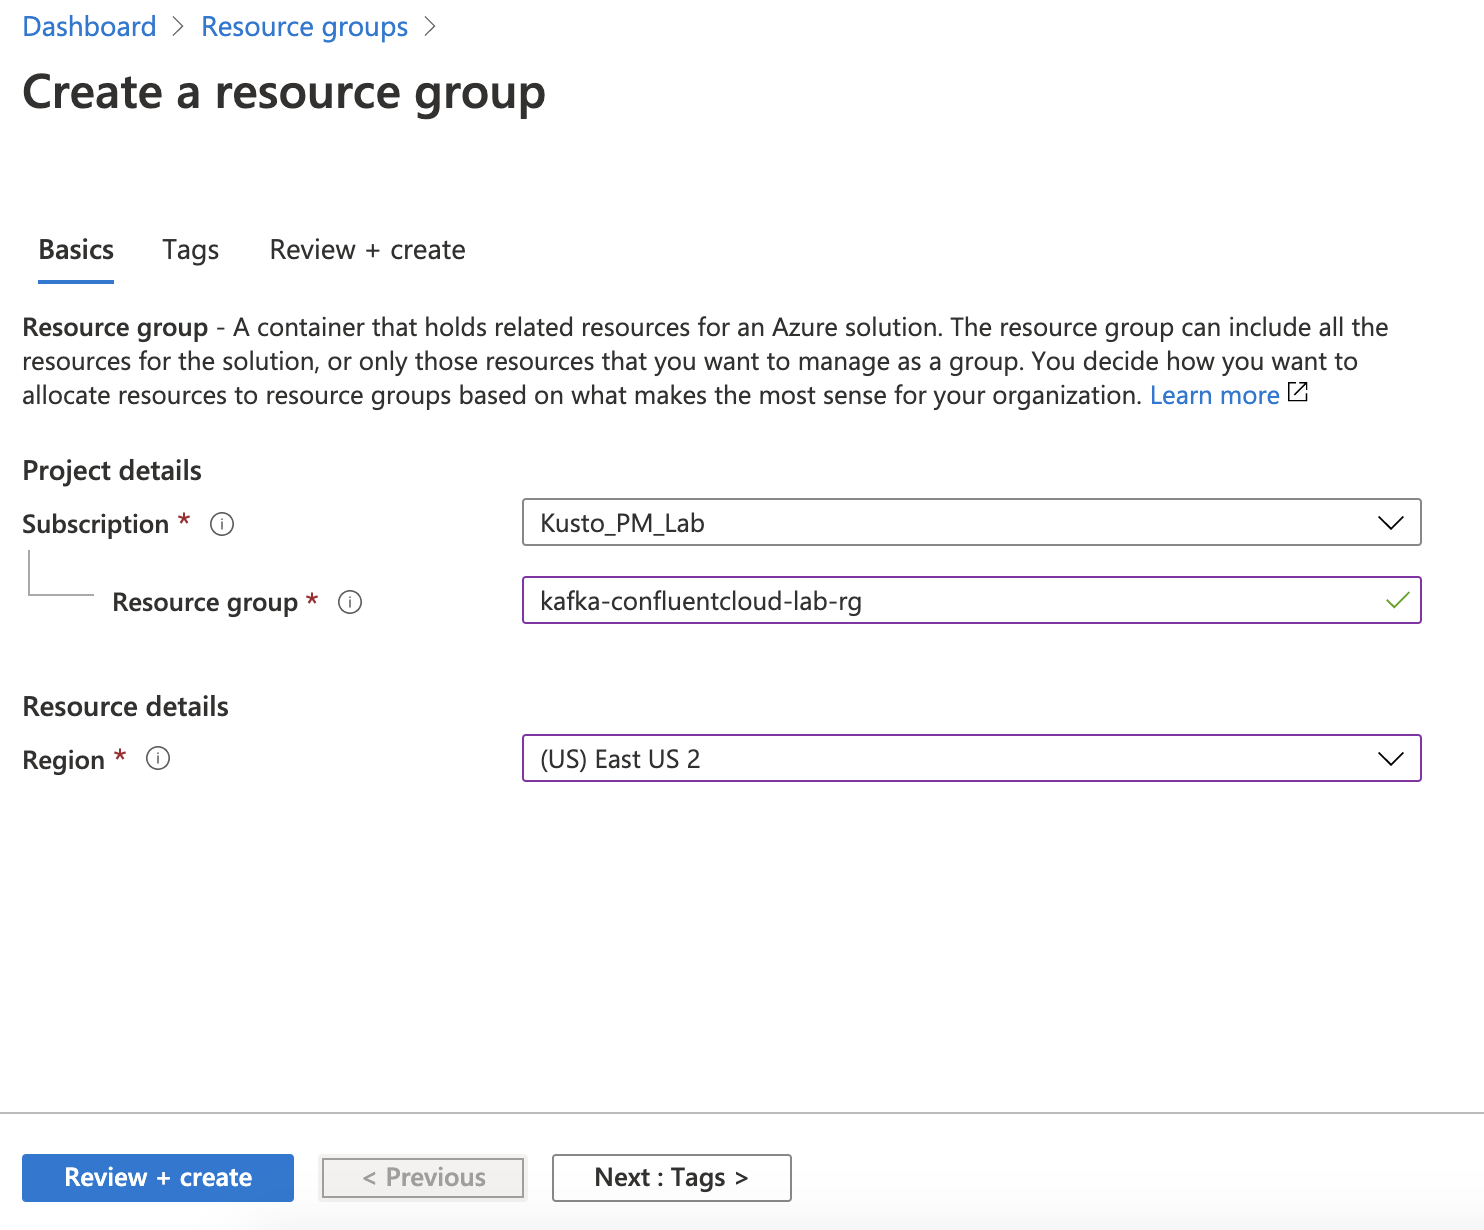 Dashboard > Resource groups >
Create a resource group
Basics Tags Review + create
Resource group - A container that holds related resources for an Azure solution. The resource group can include all the
resources for the solution, or only those resources that you want to manage as a group. You decide how you want to
allocate resources to resource groups based on what makes the most sense for your organization. Learn more
Project details
Subscription * Kusto_PM_Lab
Resource group * kafka-confluentcloud-lab-rg
Resource details
Region * (US) East US 2
Review + create < Previous Next : Tags >